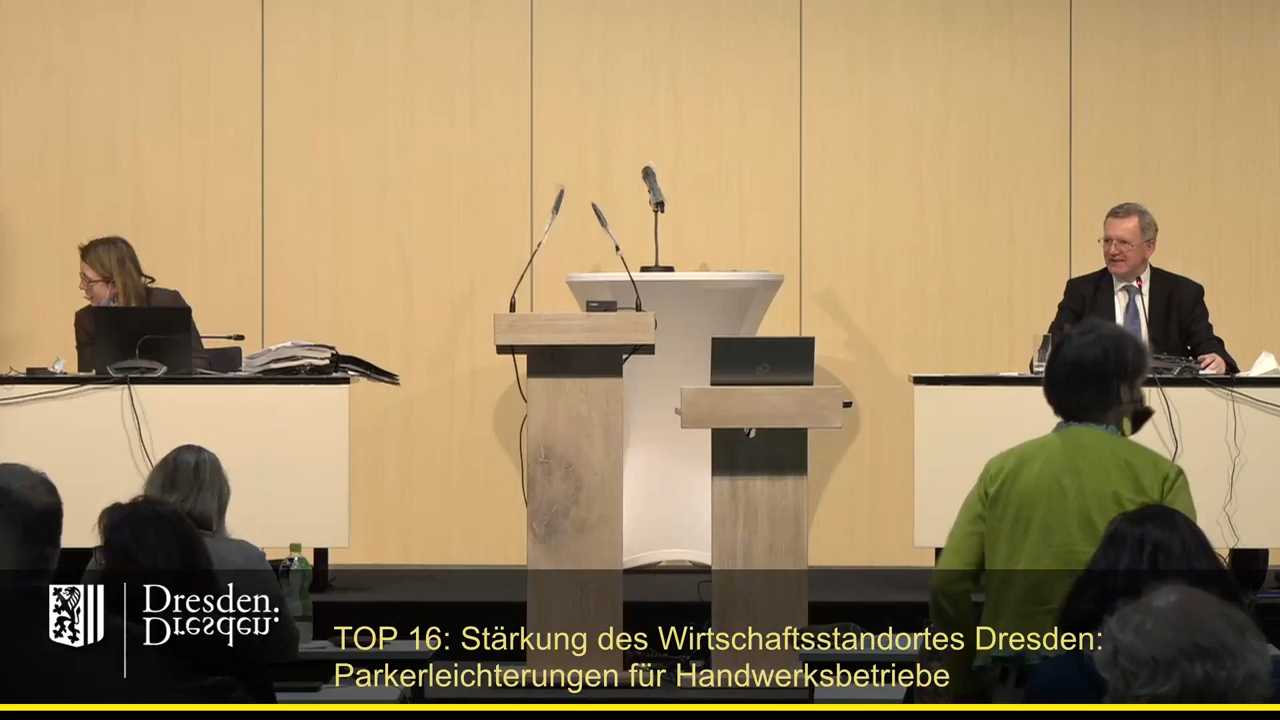 Dresden.
Dresden.
TOP 16: Stärkung des Wirtschaftsstandortes Dresden:
Parkerleichterungen für Handwerksbetriebe